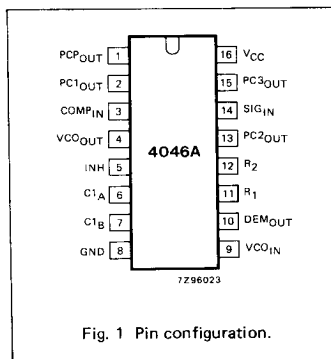 PCPOUT 1
PC1OUT 2
COMPIN 3
VCOOUT 4
INH 5
C1A 6
C1B 7
GND 8
4046A
16 VCC
15 PC3OUT
14 SIGIN
13 PC2OUT
12 R2
11 R1
10 DEMOUT
9 VCOIN
7Z96023
Fig. 1 Pin configuration.